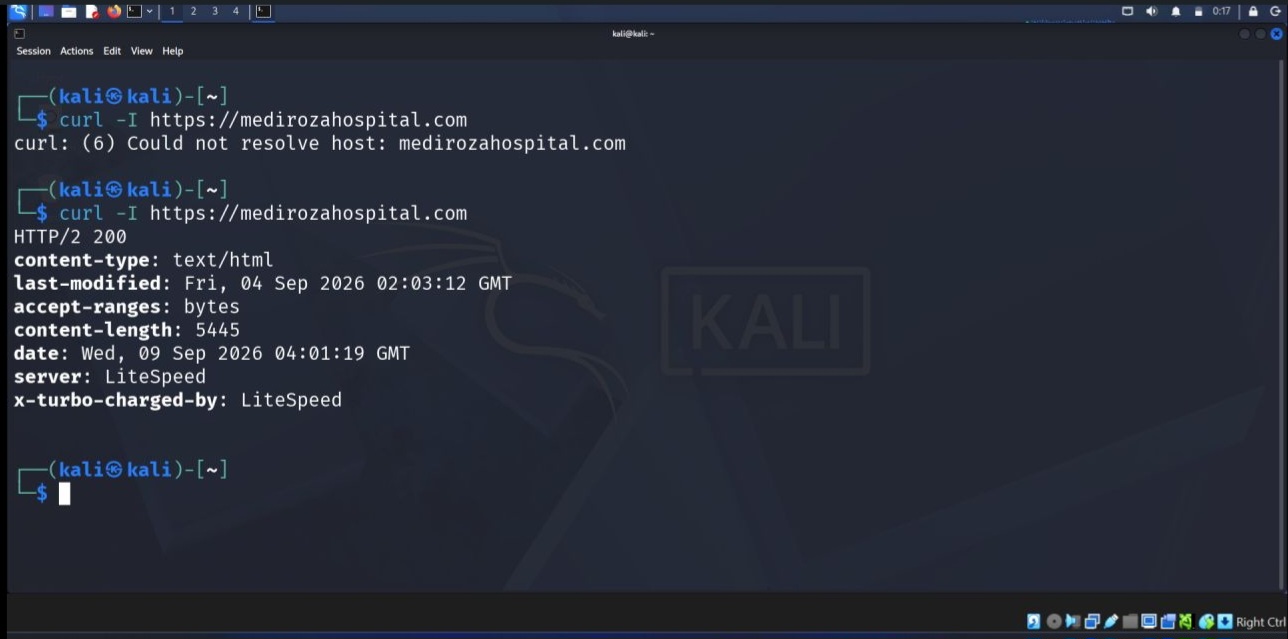 1 2 3 4
0:17
kali@kali: ~
Session Actions Edit View Help
┌──(kali㉿kali)-[~]
└─$ curl -I https://medirozahospital.com
curl: (6) Could not resolve host: medirozahospital.com
┌──(kali㉿kali)-[~]
└─$ curl -I https://medirozahospital.com
HTTP/2 200
content-type: text/html
last-modified: Fri, 04 Sep 2026 02:03:12 GMT
accept-ranges: bytes
content-length: 5445
date: Wed, 09 Sep 2026 04:01:19 GMT
server: LiteSpeed
x-turbo-charged-by: LiteSpeed
KALI
┌──(kali㉿kali)-[~]
└─$
Right Ctrl